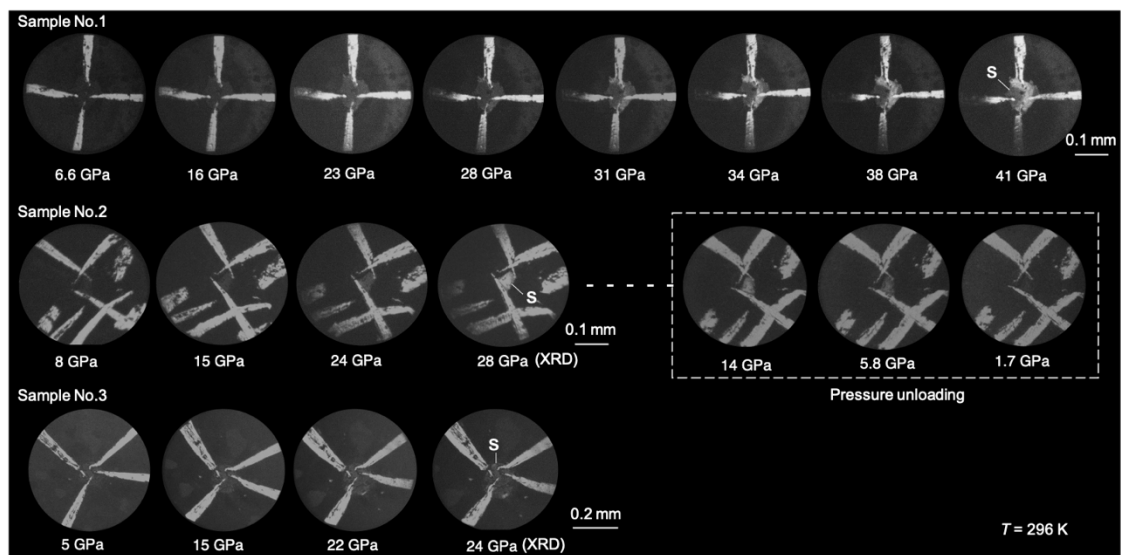 Sample No.1
S
0.1 mm
6.6 GPa 16 GPa 23 GPa 28 GPa 31 GPa 34 GPa 38 GPa 41 GPa
Sample No.2
S
0.1 mm
8 GPa 15 GPa 24 GPa 28 GPa (XRD) 14 GPa 5.8 GPa 1.7 GPa
Pressure unloading
Sample No.3
S
0.2 mm
5 GPa 15 GPa 22 GPa 24 GPa (XRD)
T = 296 K